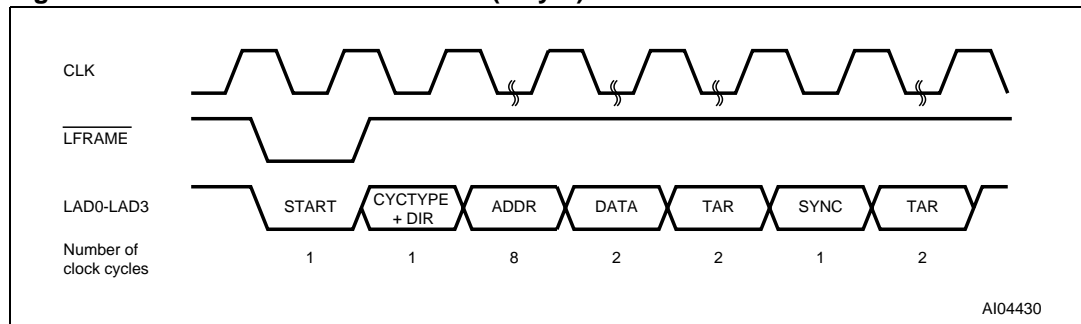 CLK
LFRAME
LAD0-LAD3
START
CYCTYPE
+ DIR
ADDR
DATA
TAR
SYNC
TAR
Number of
clock cycles
1
1
8
2
2
1
2
AI04430